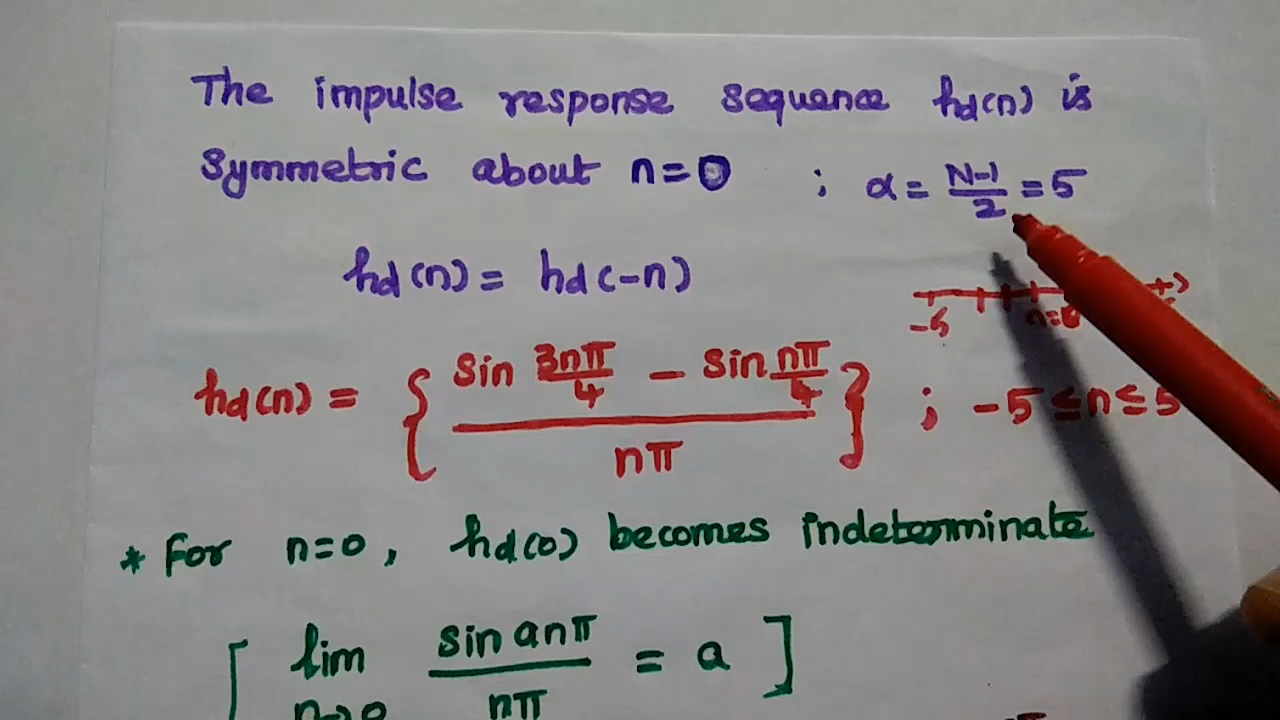 The impulse response sequence hd(n) is
symmetric about n=0 ; α = N-1/2 = 5
hd(n) = hd(-n)
-5 n=0
hd(n) = { sin 3nπ/4 - sin nπ/4 / nπ } ; -5 ≤ n ≤ 5
* For n=0, hd(0) becomes indeterminate
[ lim n→0 sin anπ / nπ = a ]